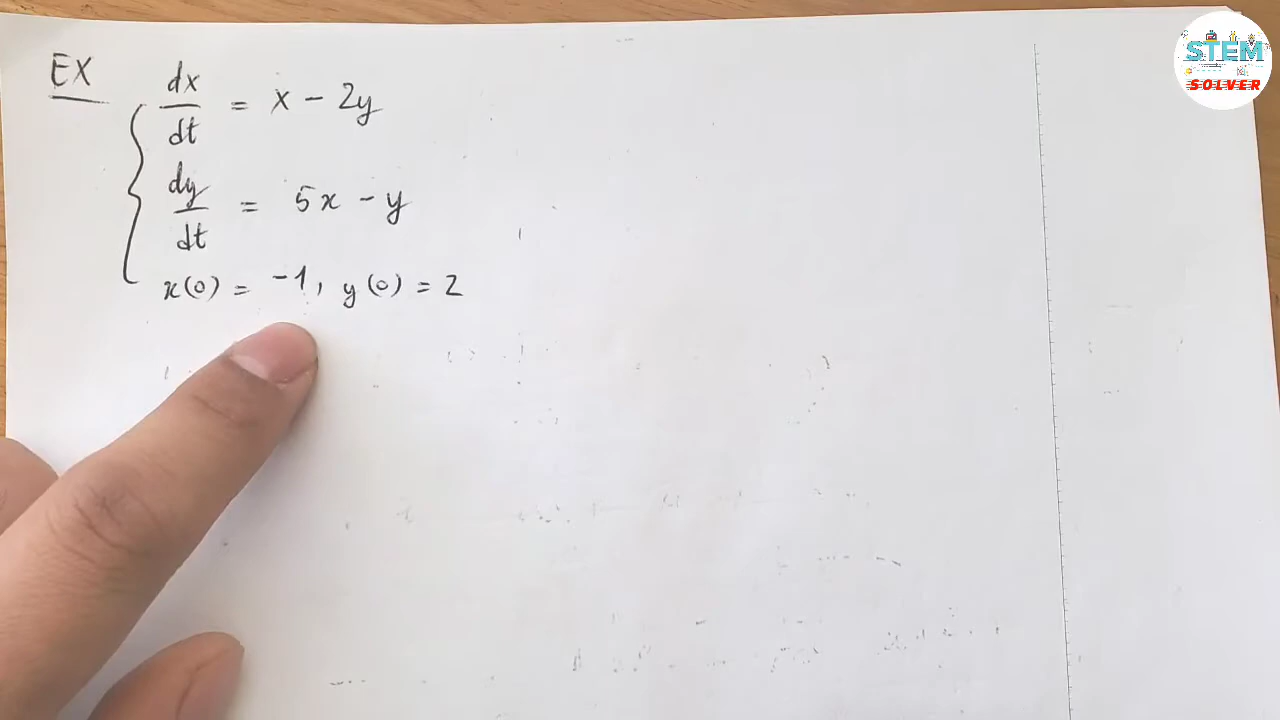 EX
dx/dt = x - 2y
dy/dt = 5x - y
x(0) = -1, y(0) = 2
STEM
SOLVER